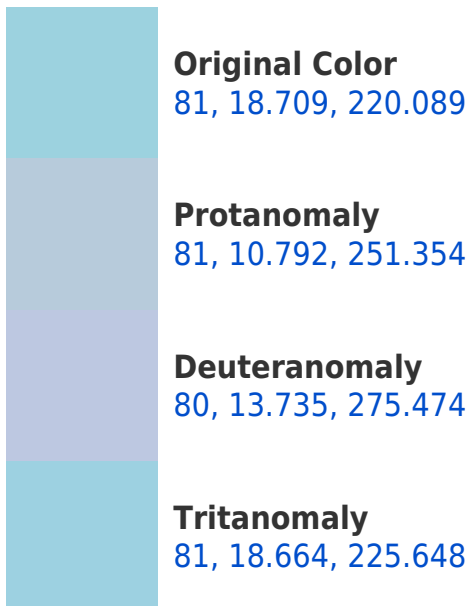 Original Color
81, 18.709, 220.089
Protanomaly
81, 10.792, 251.354
Deuteranomaly
80, 13.735, 275.474
Tritanomaly
81, 18.664, 225.648